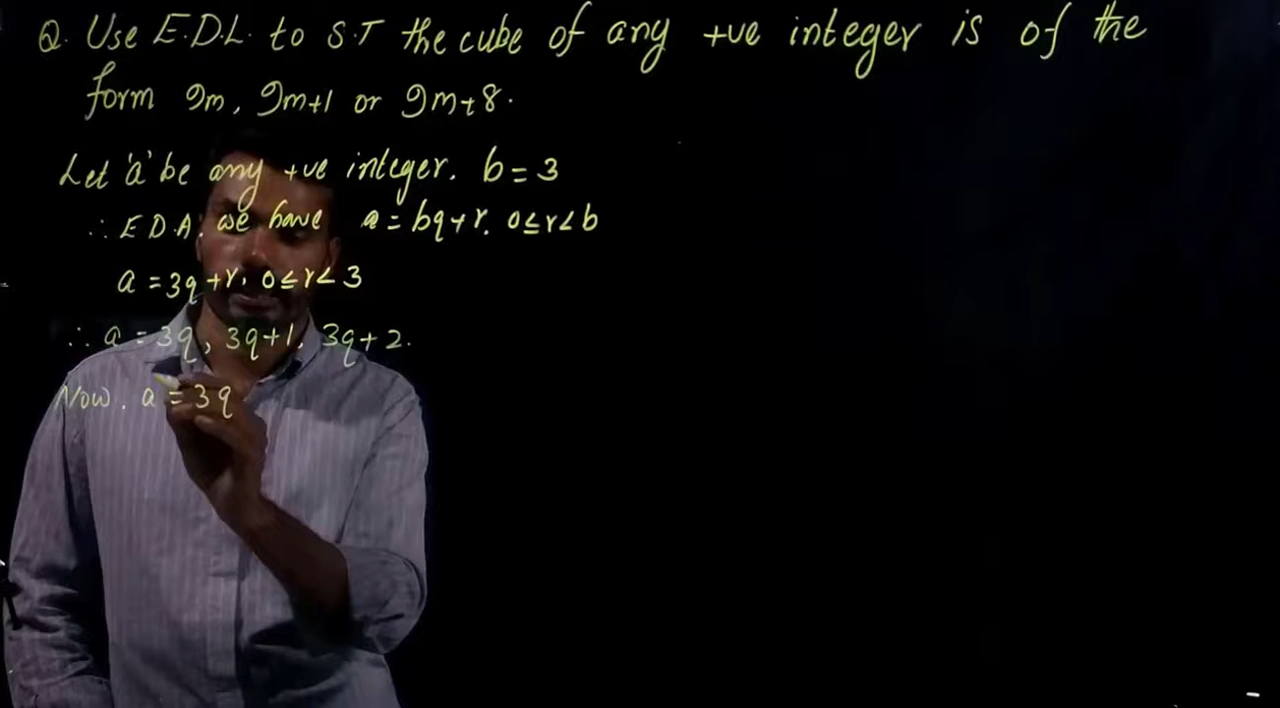 Q. Use E.D.L. to S.T the cube of any +ve integer is of the
form 9m, 9m+1 or 9m+8.
Let 'a' be any +ve integer. b = 3
∴ E D A. we have a = bq+r. 0≤r<b
a = 3q+r, 0≤r<3
∴ a = 3q, 3q+1, 3q+2.
Now, a = 3q